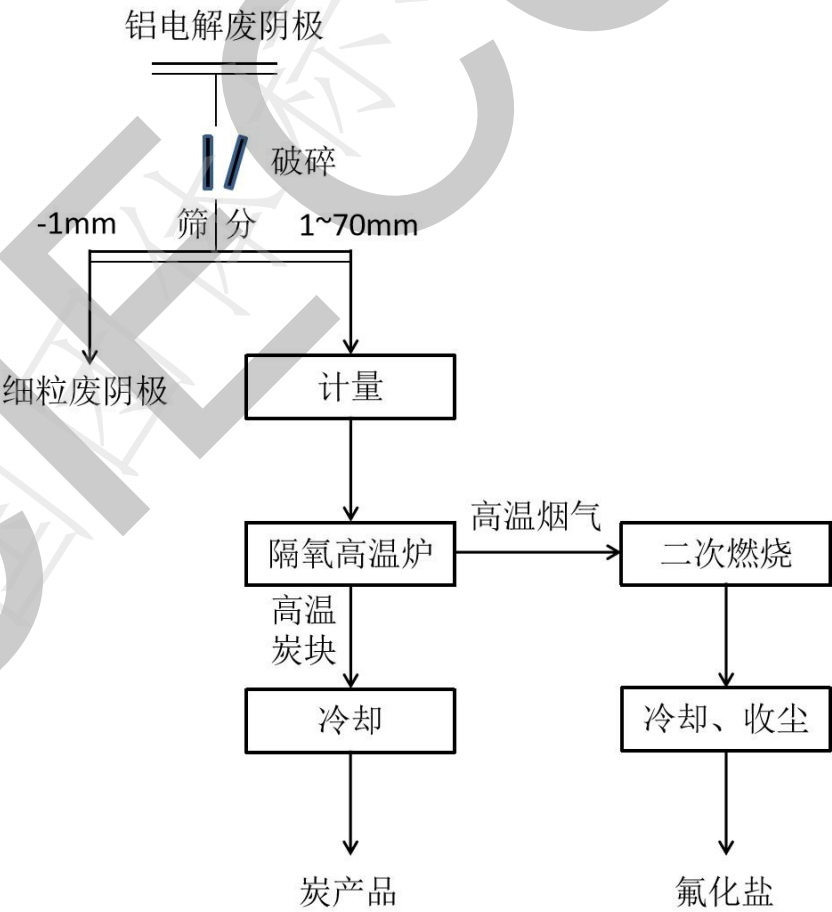 铝电解废阴极
破碎
-1mm 筛分 1~70mm
细粒废阴极
计量
高温烟气
隔氧高温炉
二次燃烧
高温
炭块
冷却
冷却、收尘
炭产品
氟化盐